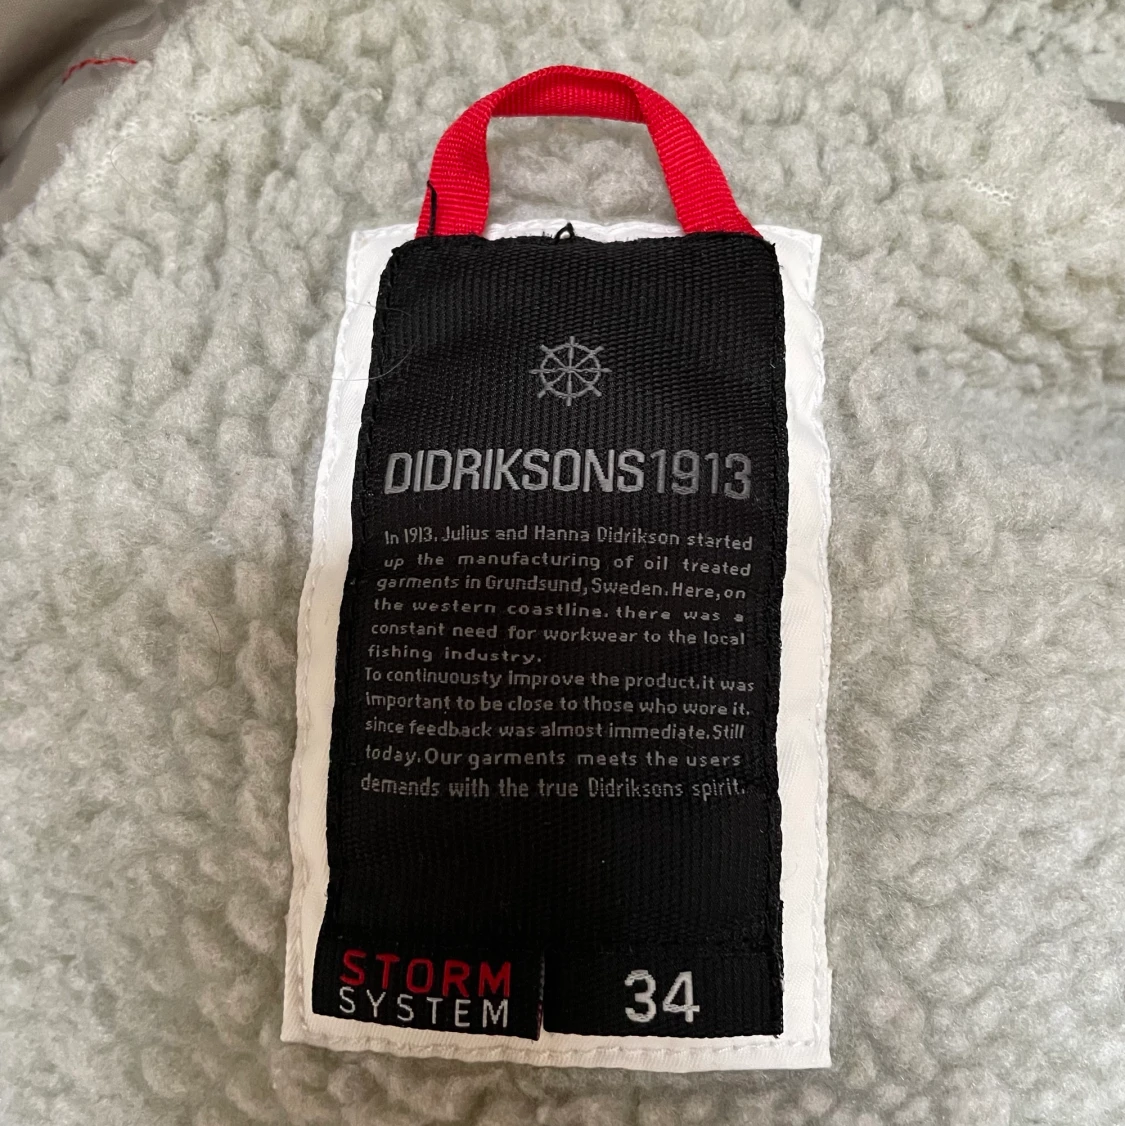 DIDRIKSONS1913
In 1913, Julius and Hanna Didrikson started
up the manufacturing of oil treated
garments in Grundsund, Sweden. Here, on
the western coastline, there was a
constant need for workwear to the local
fishing industry.
To continuousty improve the product, it was
important to be close to those who wore it,
since feedback was almost immediate. Still
today. Our garments meets the users
demands with the true Didriksons spirit.
STORM
SYSTEM
34